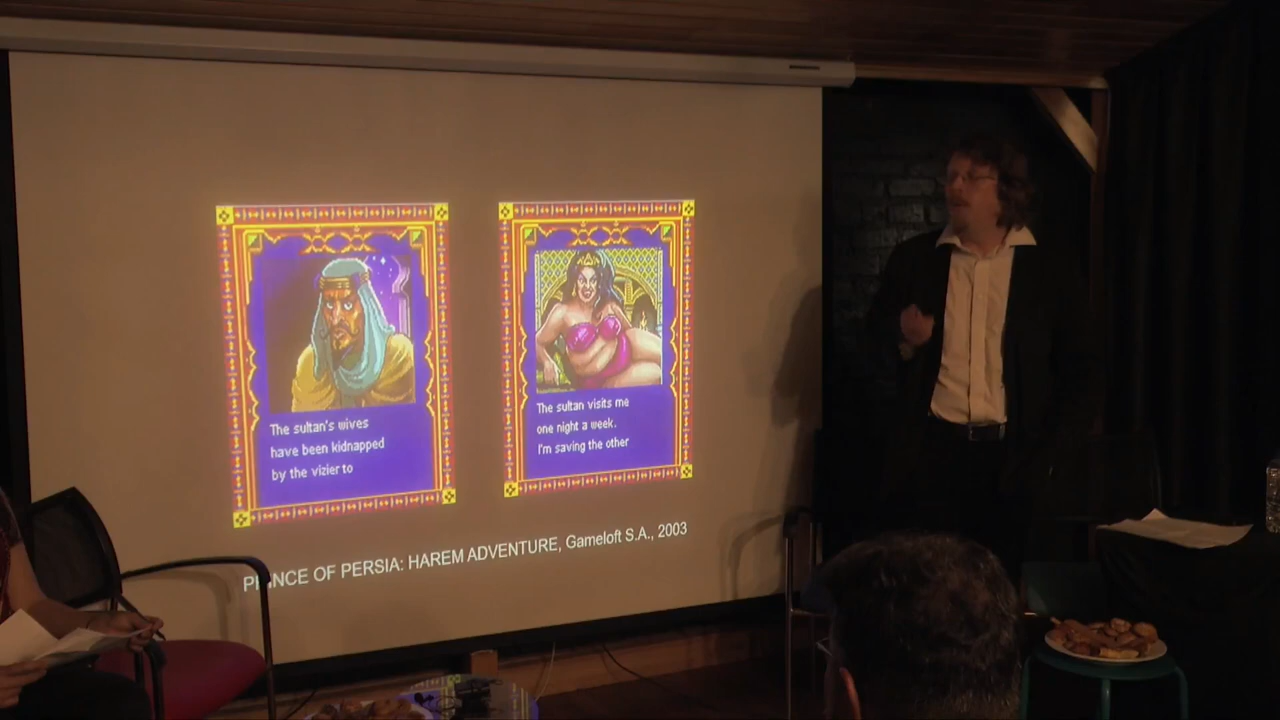 The sultan's wives
have been kidnapped
by the vizier to
The sultan visits me
one night a week.
I'm saving the other
PRINCE OF PERSIA: HAREM ADVENTURE, Gameloft S.A., 2003